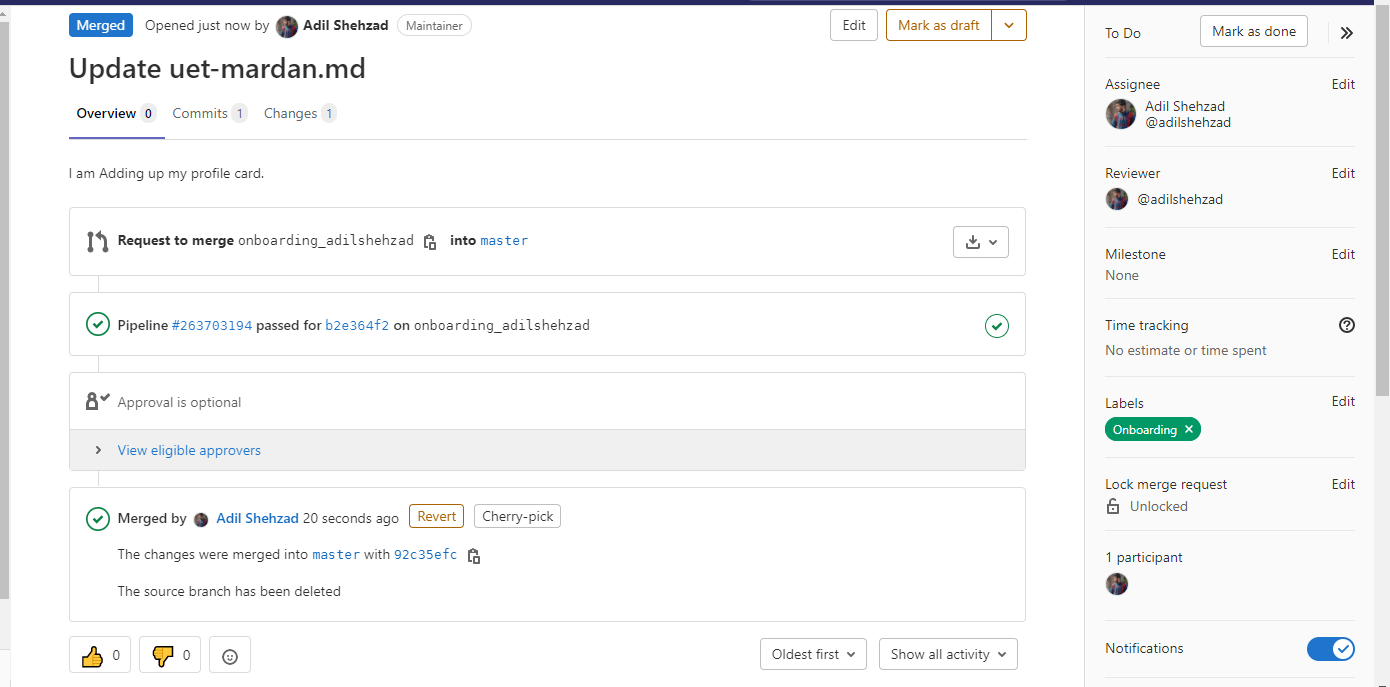 Merged Opened just now by Adil Shehzad Maintainer Edit Mark as draft
Update uet-mardan.md
Overview 0 Commits 1 Changes 1
I am Adding up my profile card.
Request to merge onboarding_adilshehzad into master
Pipeline #263703194 passed for b2e364f2 on onboarding_adilshehzad
Approval is optional
View eligible approvers
Merged by Adil Shehzad 20 seconds ago Revert Cherry-pick
The changes were merged into master with 92c35efc
The source branch has been deleted
0 0 Oldest first Show all activity
To Do Mark as done
Assignee Edit
Adil Shehzad
@adilshehzad
Reviewer Edit
@adilshehzad
Milestone Edit
None
Time tracking
No estimate or time spent
Labels Edit
Onboarding
Lock merge request Edit
Unlocked
1 participant
Notifications